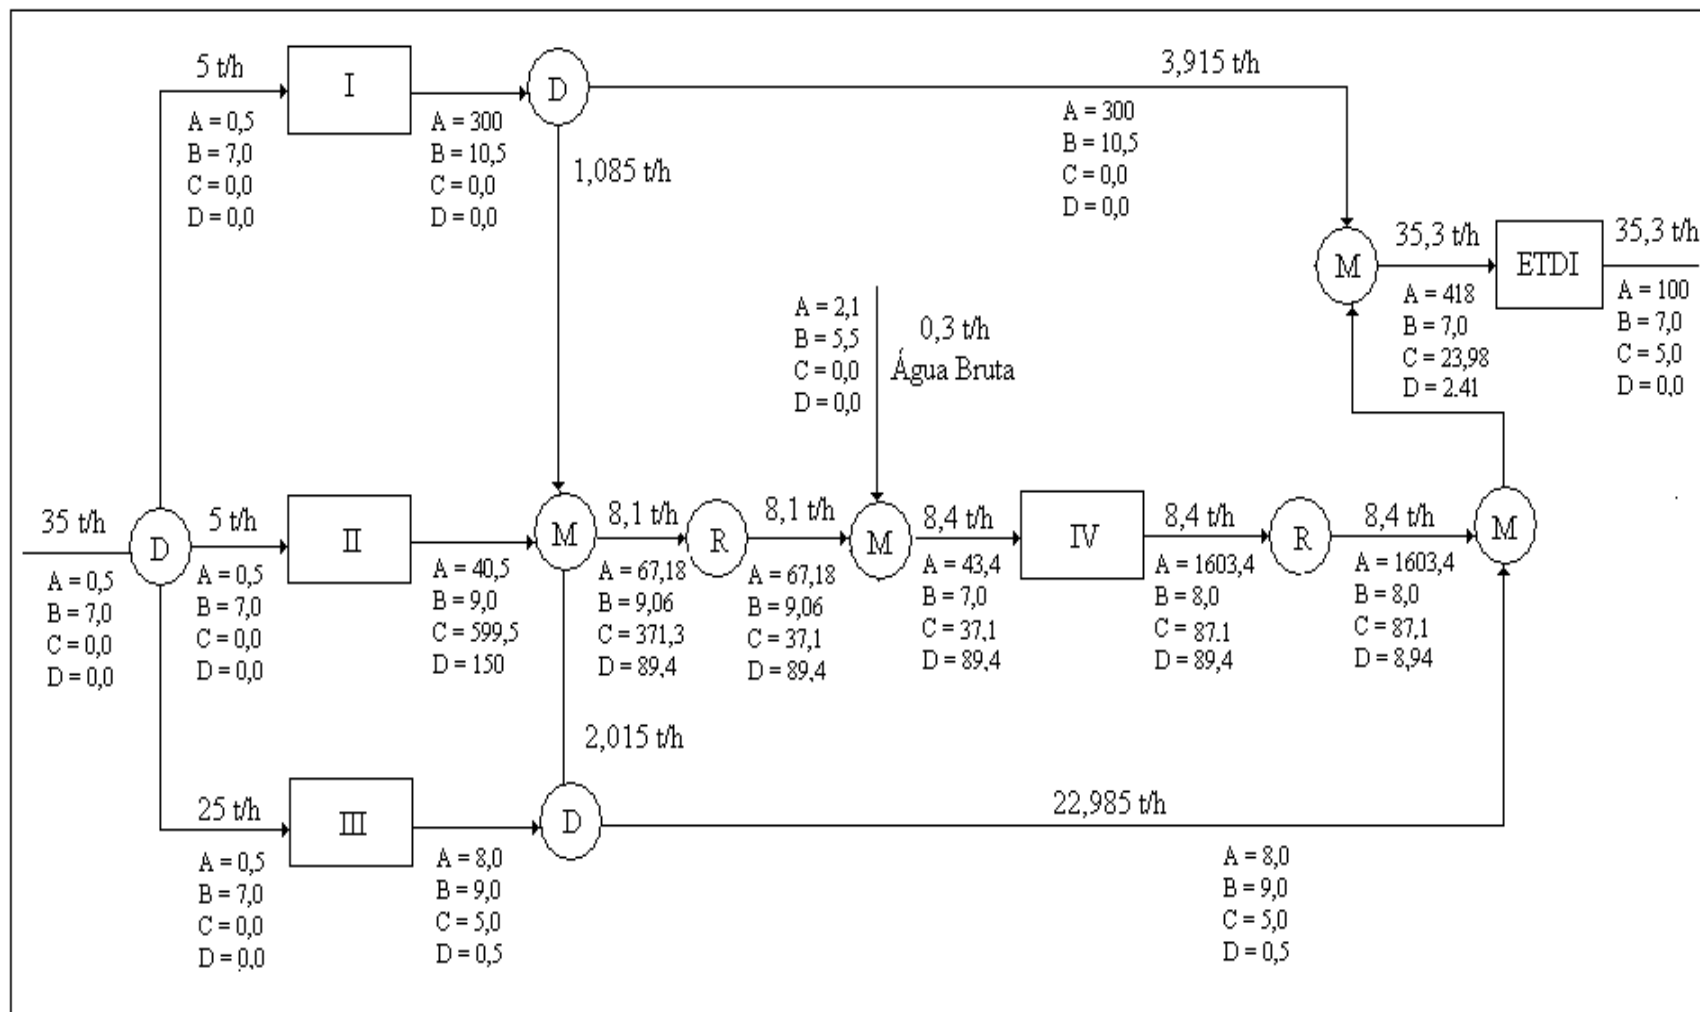 5 t/h
I
D
3,915 t/h
A = 0,5
B = 7,0
C = 0,0
D = 0,0
A = 300
B = 10,5
C = 0,0
D = 0,0
A = 300
B = 10,5
C = 0,0
D = 0,0
1,085 t/h
M
35,3 t/h
ETDI
35,3 t/h
A = 418
B = 7,0
C = 23,98
D = 2.41
A = 100
B = 7,0
C = 5,0
D = 0,0
A = 2,1
B = 5,5
C = 0,0
D = 0,0
0,3 t/h
Água Bruta
35 t/h
D
A = 0,5
B = 7,0
C = 0,0
D = 0,0
5 t/h
A = 0,5
B = 7,0
C = 0,0
D = 0,0
II
A = 40,5
B = 9,0
C = 599,5
D = 150
M
8,1 t/h
A = 67,18
B = 9,06
C = 371,3
D = 89,4
R
8,1 t/h
A = 67,18
B = 9,06
C = 37,1
D = 89,4
M
8,4 t/h
A = 43,4
B = 7,0
C = 37,1
D = 89,4
IV
8,4 t/h
A = 1603,4
B = 8,0
C = 87.1
D = 89,4
R
8,4 t/h
A = 1603,4
B = 8,0
C = 87,1
D = 8,94
M
2,015 t/h
25 t/h
III
D
22,985 t/h
A = 0,5
B = 7,0
C = 0,0
D = 0,0
A = 8,0
B = 9,0
C = 5,0
D = 0,5
A = 8,0
B = 9,0
C = 5,0
D = 0,5